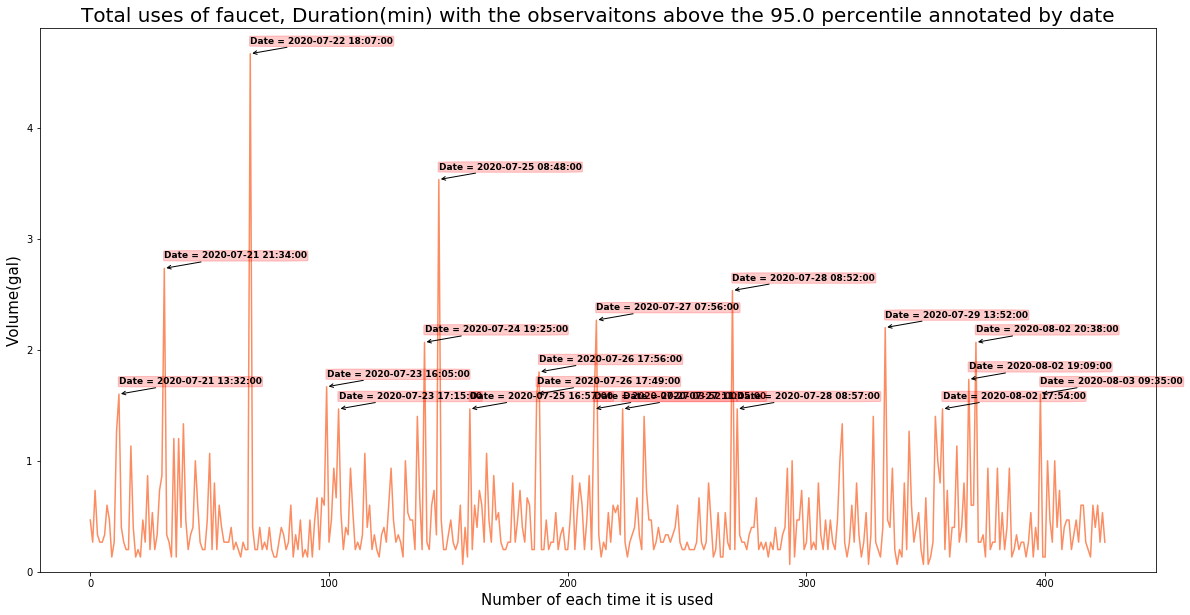 Total uses of faucet, Duration(min) with the observaitons above the 95.0 percentile annotated by date
Date = 2020-07-22 18:07:00
4
Date = 2020-07-25 08:48:00
3
Date = 2020-07-21 21:34:00
Date = 2020-07-28 08:52:00
Date = 2020-07-27 07:56:00
Date = 2020-07-29 13:52:00
Volume(gal)
Date = 2020-07-24 19:25:00
Date = 2020-08-02 20:38:00
2
Date = 2020-07-26 17:56:00
Date = 2020-08-02 19:09:00
Date = 2020-07-23 16:05:00
Date = 2020-07-21 13:32:00
Date = 2020-07-26 17:49:00
Date = 2020-08-03 09:35:00
Date = 2020-07-23 17:15:00
Date = 2020-07-25 16:57:00
Date = 2020-07-28 08:57:00
Date = 2020-08-02 17:54:00
1
0
0 100 200 300 400
Number of each time it is used